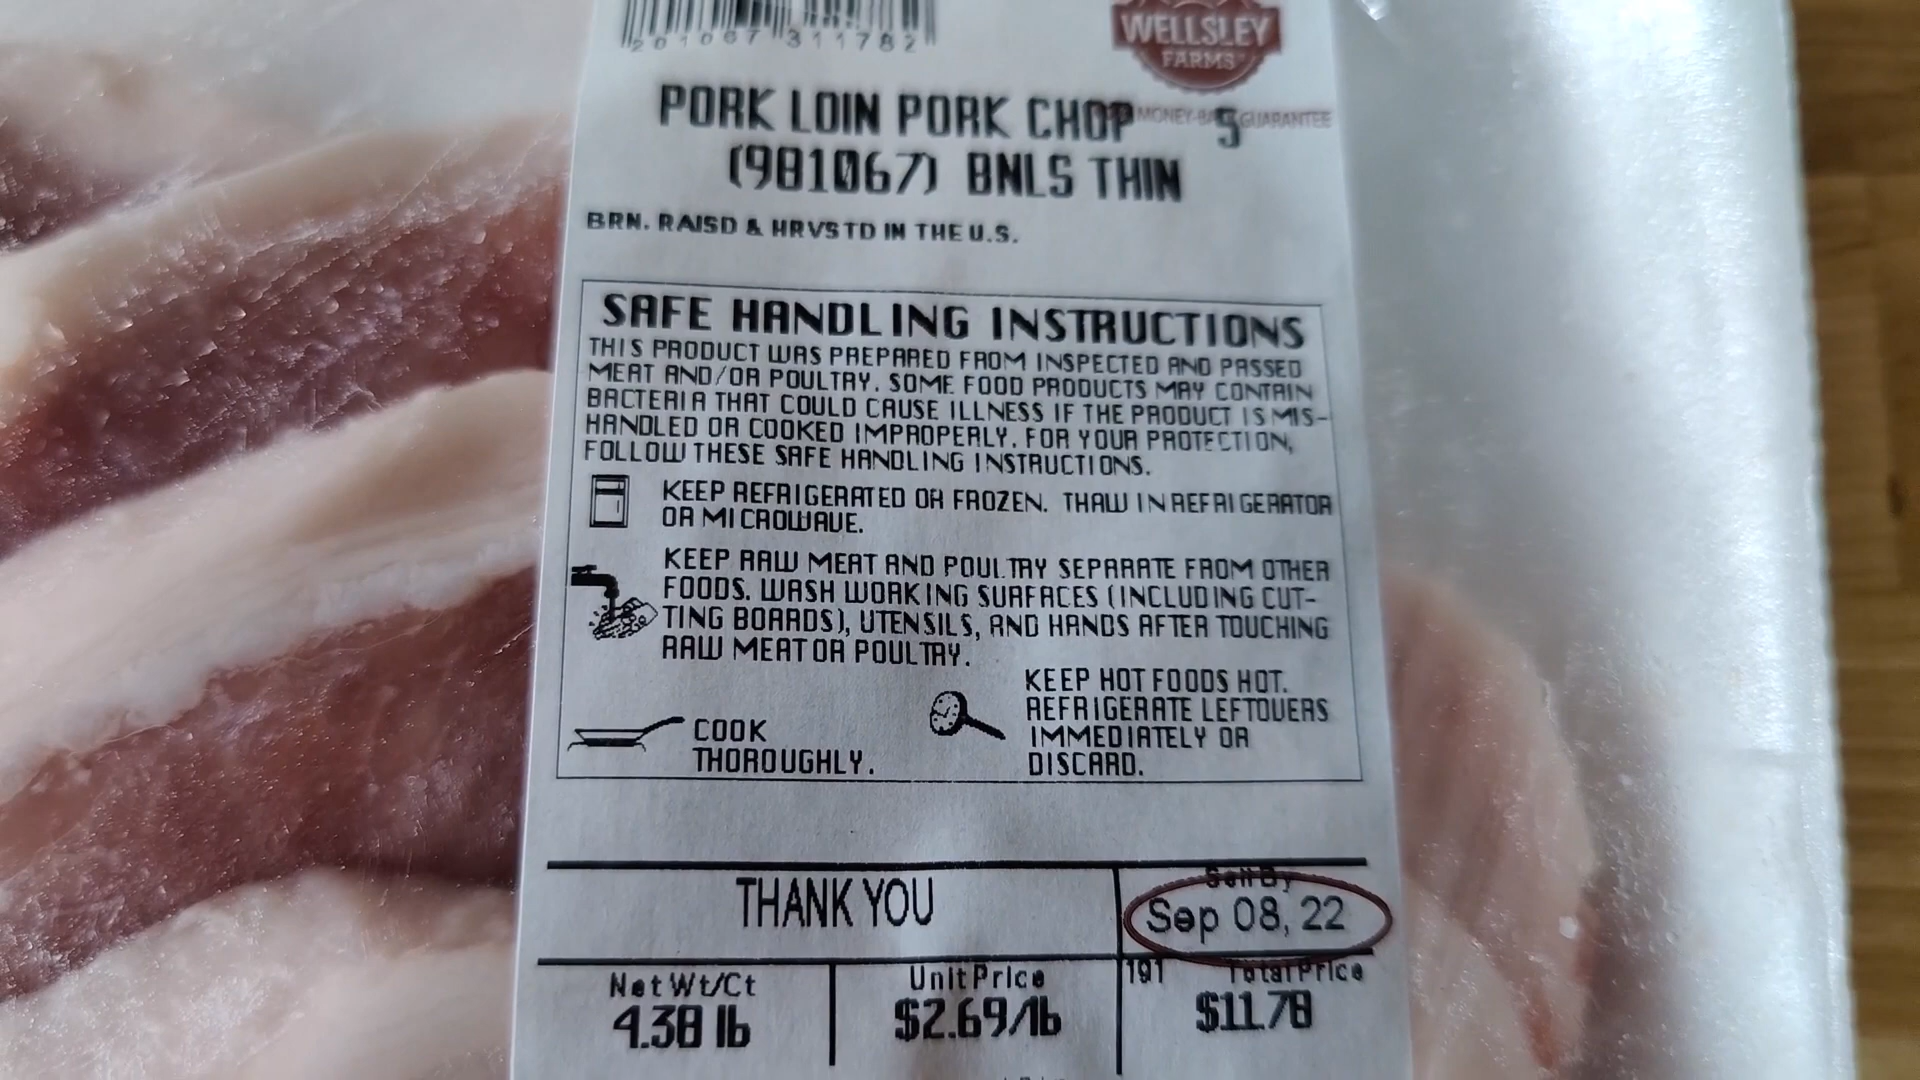 201067 311782
WELLSLEY
FARMS
MONEY-BACK GUARANTEE
PORK LOIN PORK CHOP S
(981067) BNLS THIN
BRN. RAISD & HRVSTD IN THE U.S.
SAFE HANDLING INSTRUCTIONS
THIS PRODUCT WAS PREPARED FROM INSPECTED AND PASSED
MEAT AND/OR POULTRY. SOME FOOD PRODUCTS MAY CONTAIN
BACTERIA THAT COULD CAUSE ILLNESS IF THE PRODUCT IS MIS-
HANDLED OR COOKED IMPROPERLY. FOR YOUR PROTECTION,
FOLLOW THESE SAFE HANDLING INSTRUCTIONS.
KEEP REFRIGERATED OR FROZEN. THAW IN REFRIGERATOR
OR MICROWAVE.
KEEP RAW MEAT AND POULTRY SEPARATE FROM OTHER
FOODS. WASH WORKING SURFACES (INCLUDING CUT-
TING BOARDS), UTENSILS, AND HANDS AFTER TOUCHING
RAW MEAT OR POULTRY.
COOK
THOROUGHLY.
KEEP HOT FOODS HOT.
REFRIGERATE LEFTOVERS
IMMEDIATELY OR
DISCARD.
THANK YOU
Sell By
Sep 08, 22
Net Wt/Ct
4.38 lb
Unit Price
$2.69/lb
191 Total Price
$11.78